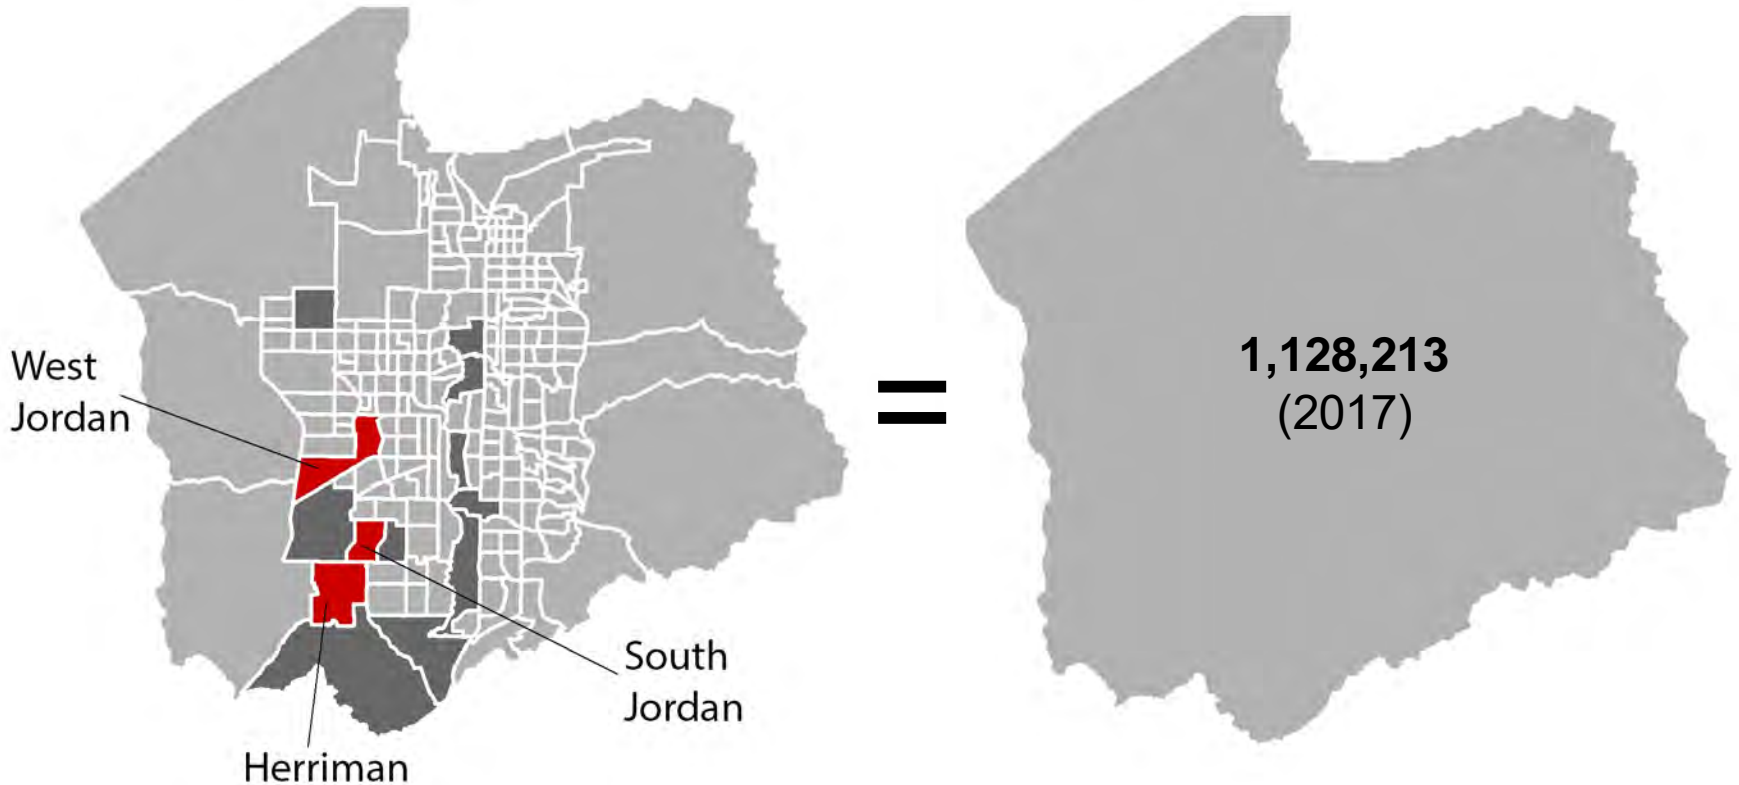 West
Jordan
=
1,128,213
(2017)
South
Jordan
Herriman